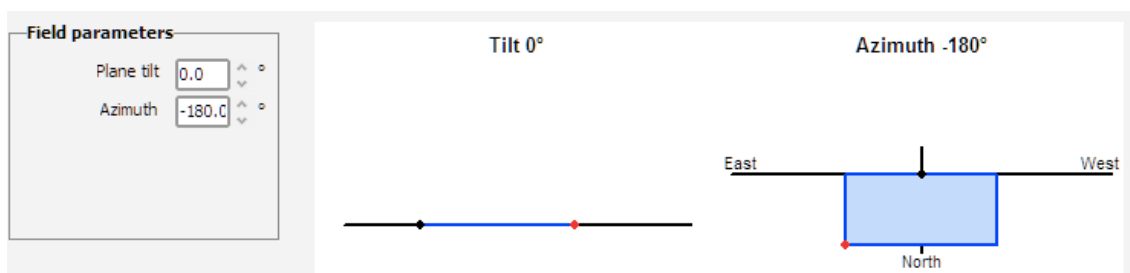 Field parameters
Plane tilt 0.0 °
Azimuth -180.0 °
Tilt 0°
Azimuth -180°
East
West
North